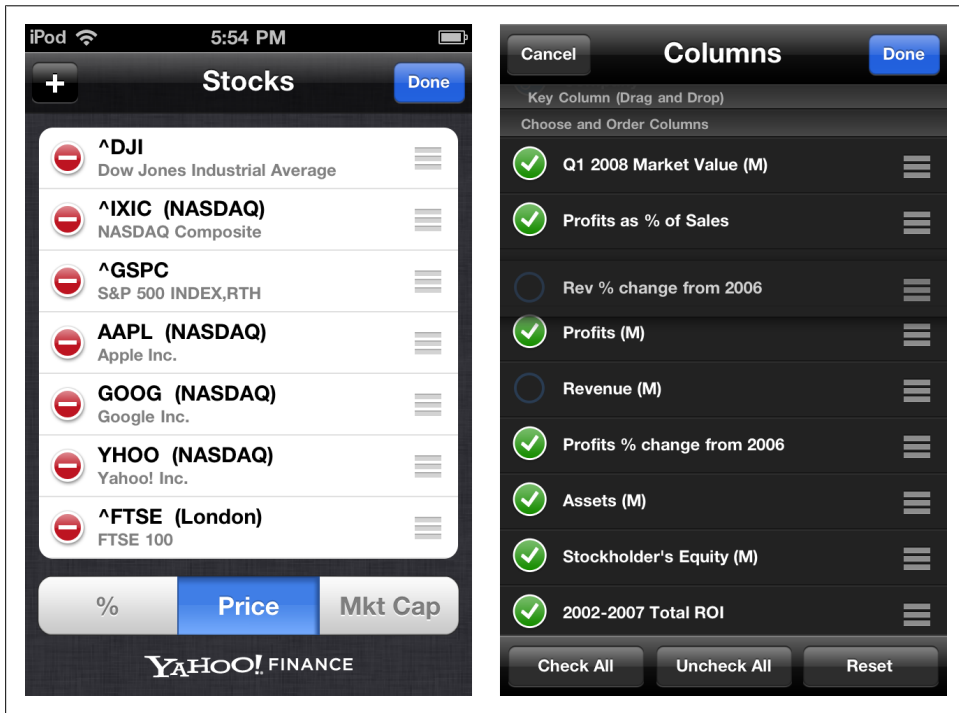 iPod 5:54 PM
+ Stocks Done
^DJI
Dow Jones Industrial Average
^IXIC (NASDAQ)
NASDAQ Composite
^GSPC
S&P 500 INDEX,RTH
AAPL (NASDAQ)
Apple Inc.
GOOG (NASDAQ)
Google Inc.
YHOO (NASDAQ)
Yahoo! Inc.
^FTSE (London)
FTSE 100
% Price Mkt Cap
YAHOO! FINANCE
Cancel Columns Done
Key Column (Drag and Drop)
Choose and Order Columns
Q1 2008 Market Value (M)
Profits as % of Sales
Rev % change from 2006
Profits (M)
Revenue (M)
Profits % change from 2006
Assets (M)
Stockholder's Equity (M)
2002-2007 Total ROI
Check All Uncheck All Reset